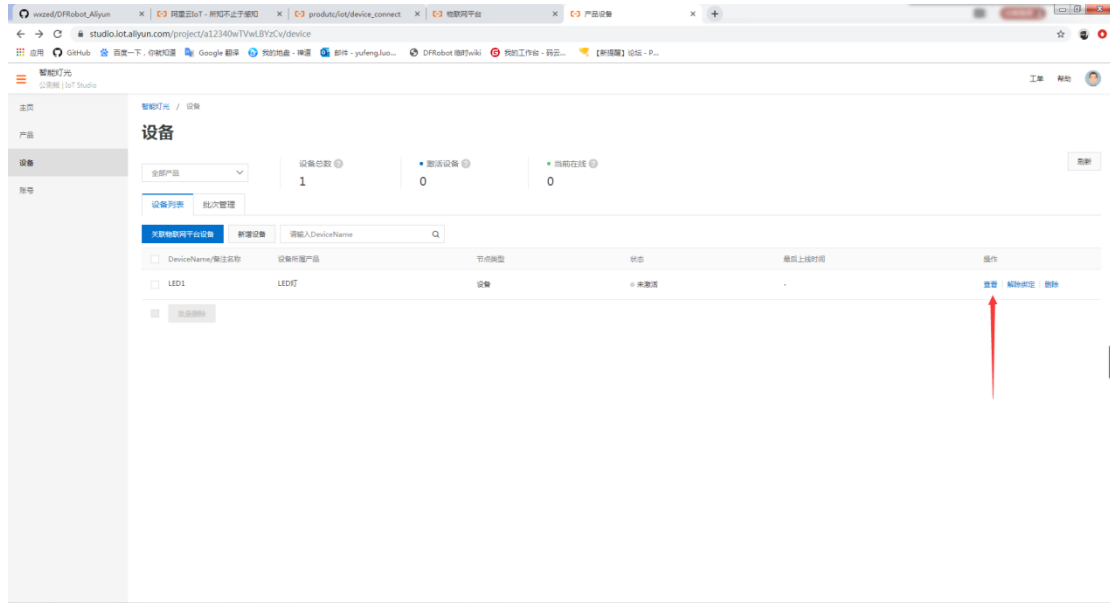 wxzed/DFRobot_Aliyun
阿里云IoT - 所知不止于感知
produtc/iot/device_connect
物联网平台
产品设备
studio.iot.aliyun.com/project/a12340wTVwLBYzCv/device
应用 GitHub 百度一下，你就知道 Google 翻译 我的地盘 - 禅道 邮件 - yufeng.luo... DFRobot 临时wiki 我的工作台 - 码云... 【新提醒】论坛 - P...
智能灯光
公测版 | IoT Studio
工单 帮助
主页
产品
设备
账号
智能灯光 / 设备
设备
全部产品
设备总数 激活设备 当前在线
1 0 0
刷新
设备列表 批次管理
关联物联网平台设备 新增设备 请输入DeviceName
DeviceName/备注名称 设备所属产品 节点类型 状态 最后上线时间 操作
LED1 LED灯 设备 未激活 - 查看 解除绑定 删除
批量删除